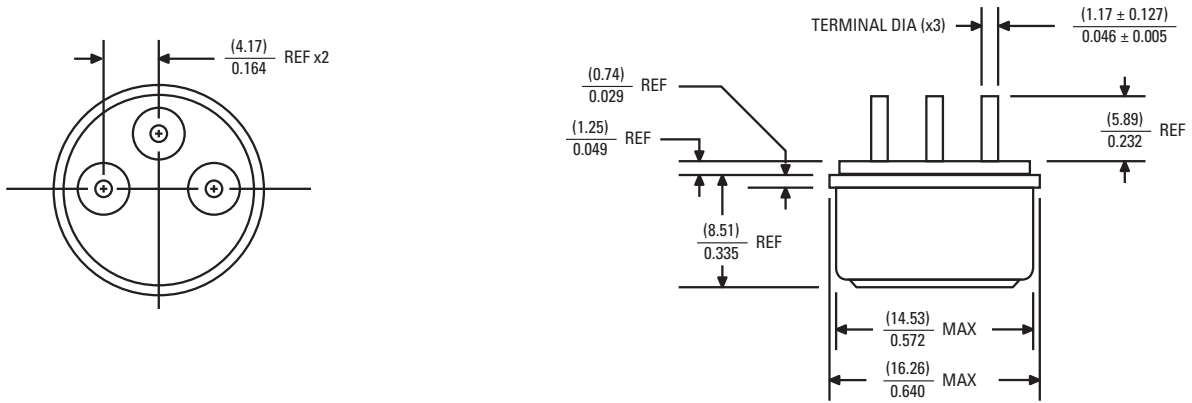 (4.17)
0.164 REF x2
TERMINAL DIA (x3)
(1.17 ± 0.127)
0.046 ± 0.005
(0.74)
0.029 REF
(1.25)
0.049 REF
(5.89)
0.232 REF
(8.51)
0.335 REF
(14.53)
0.572 MAX
(16.26)
0.640 MAX